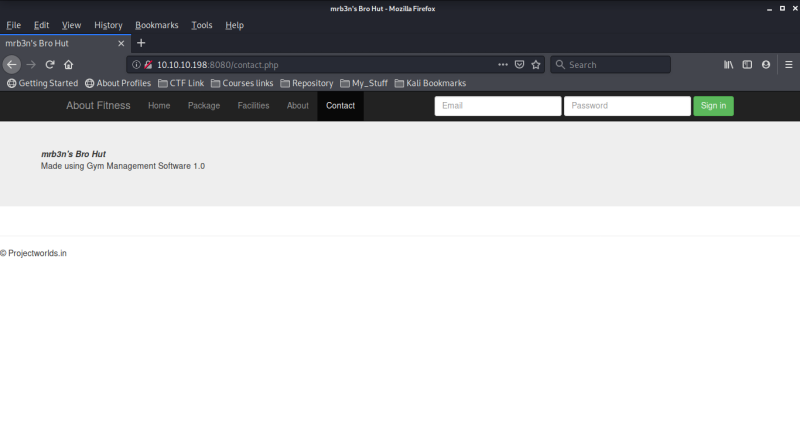 mrb3n's Bro Hut - Mozilla Firefox
File Edit View History Bookmarks Tools Help
mrb3n's Bro Hut
10.10.10.198:8080/contact.php
Search
Getting Started About Profiles CTF Link Courses links Repository My_Stuff Kali Bookmarks
About Fitness Home Package Facilities About Contact Email Password Sign in
mrb3n's Bro Hut
Made using Gym Management Software 1.0
© Projectworlds.in